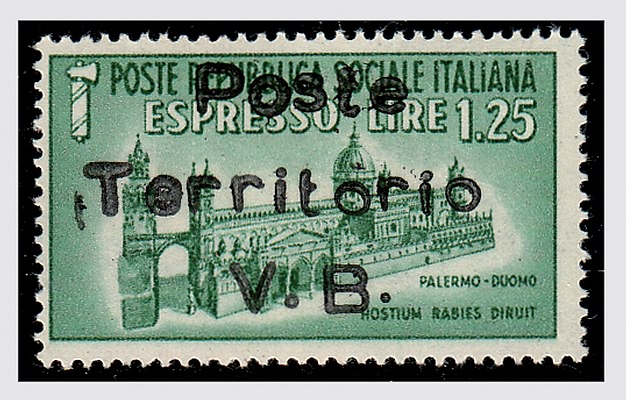 POSTE REPUBBLICA SOCIALE ITALIANA
Poste
ESPRESSO LIRE 1.25
Territorio
V. B.
PALERMO-DUOMO
HOSTIUM RABIES DIRUIT